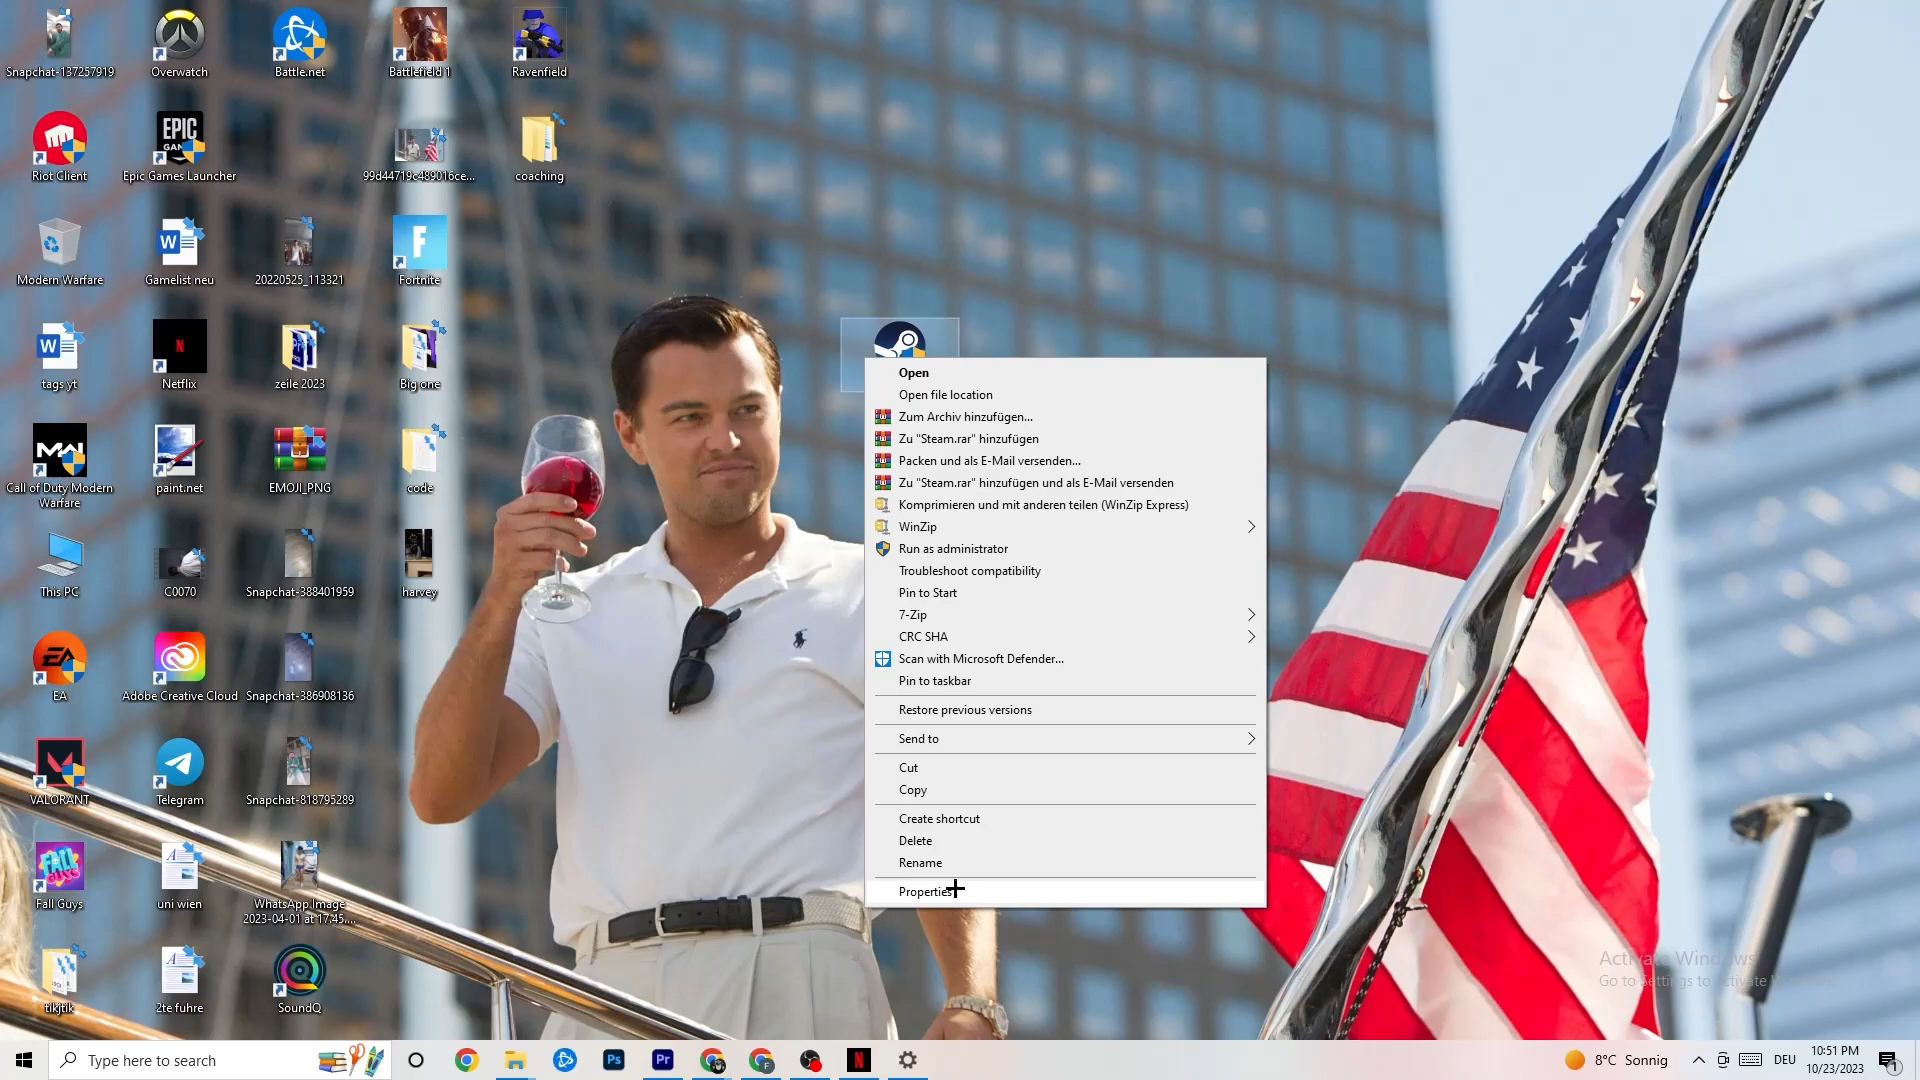 Snapchat-137257919
Overwatch
Battle.net
Battlefield 1
Ravenfield
Riot Client
EPIC
GAMES
Epic Games Launcher
99d44719c489016ce...
coaching
Modern Warfare
Gamelist neu
20220525_113321
Fortnite
tags yt
Netflix
zeile 2023
Big one
Call of Duty Modern
Warfare
paint.net
EMOJI_PNG
code
This PC
C0070
Snapchat-388401959
harvey
EA
Adobe Creative Cloud
Snapchat-386908136
VALORANT
Telegram
Snapchat-818795289
FALL
GUYS
Fall Guys
uni wien
WhatsApp Image
2023-04-01 at 17.45....
tikjtik
2te fuhre
SoundQ
Open
Open file location
Zum Archiv hinzufügen...
Zu "Steam.rar" hinzufügen
Packen und als E-Mail versenden...
Zu "Steam.rar" hinzufügen und als E-Mail versenden
Komprimieren und mit anderen teilen (WinZip Express)
WinZip
Run as administrator
Troubleshoot compatibility
Pin to Start
7-Zip
CRC SHA
Scan with Microsoft Defender...
Pin to taskbar
Restore previous versions
Send to
Cut
Copy
Create shortcut
Delete
Rename
Properties
Activate Windows
Go to Settings to activate
Type here to search
Ps
Pr
8°C Sonnig
DEU
10:51 PM
10/23/2023
1